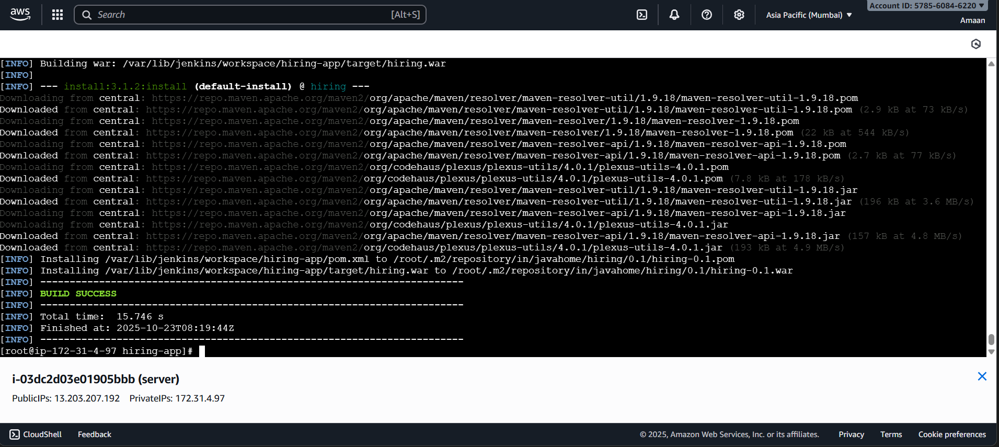 aws
Search [Alt+S]
Asia Pacific (Mumbai) ▼
Account ID: 5785-6084-6220 ▼
Amaan
[INFO] Building war: /var/lib/jenkins/workspace/hiring-app/target/hiring.war
[INFO]
[INFO] --- install:3.1.2:install (default-install) @ hiring ---
Downloading from central: https://repo.maven.apache.org/maven2/org/apache/maven/resolver/maven-resolver-util/1.9.18/maven-resolver-util-1.9.18.pom
Downloaded from central: https://repo.maven.apache.org/maven2/org/apache/maven/resolver/maven-resolver-util/1.9.18/maven-resolver-util-1.9.18.pom (2.9 kB at 73 kB/s)
Downloading from central: https://repo.maven.apache.org/maven2/org/apache/maven/resolver/maven-resolver/1.9.18/maven-resolver-1.9.18.pom
Downloaded from central: https://repo.maven.apache.org/maven2/org/apache/maven/resolver/maven-resolver/1.9.18/maven-resolver-1.9.18.pom (22 kB at 544 kB/s)
Downloading from central: https://repo.maven.apache.org/maven2/org/apache/maven/resolver/maven-resolver-api/1.9.18/maven-resolver-api-1.9.18.pom
Downloaded from central: https://repo.maven.apache.org/maven2/org/apache/maven/resolver/maven-resolver-api/1.9.18/maven-resolver-api-1.9.18.pom (2.7 kB at 77 kB/s)
Downloading from central: https://repo.maven.apache.org/maven2/org/codehaus/plexus/plexus-utils/4.0.1/plexus-utils-4.0.1.pom
Downloaded from central: https://repo.maven.apache.org/maven2/org/codehaus/plexus/plexus-utils/4.0.1/plexus-utils-4.0.1.pom (7.8 kB at 178 kB/s)
Downloading from central: https://repo.maven.apache.org/maven2/org/apache/maven/resolver/maven-resolver-util/1.9.18/maven-resolver-util-1.9.18.jar
Downloaded from central: https://repo.maven.apache.org/maven2/org/apache/maven/resolver/maven-resolver-util/1.9.18/maven-resolver-util-1.9.18.jar (196 kB at 3.6 MB/s)
Downloading from central: https://repo.maven.apache.org/maven2/org/apache/maven/resolver/maven-resolver-api/1.9.18/maven-resolver-api-1.9.18.jar
Downloading from central: https://repo.maven.apache.org/maven2/org/codehaus/plexus/plexus-utils/4.0.1/plexus-utils-4.0.1.jar
Downloaded from central: https://repo.maven.apache.org/maven2/org/apache/maven/resolver/maven-resolver-api/1.9.18/maven-resolver-api-1.9.18.jar (157 kB at 4.8 MB/s)
Downloaded from central: https://repo.maven.apache.org/maven2/org/codehaus/plexus/plexus-utils/4.0.1/plexus-utils-4.0.1.jar (193 kB at 4.9 MB/s)
[INFO] Installing /var/lib/jenkins/workspace/hiring-app/pom.xml to /root/.m2/repository/in/javahome/hiring/0.1/hiring-0.1.pom
[INFO] Installing /var/lib/jenkins/workspace/hiring-app/target/hiring.war to /root/.m2/repository/in/javahome/hiring/0.1/hiring-0.1.war
[INFO] ------------------------------------------------------------------------
[INFO] BUILD SUCCESS
[INFO] ------------------------------------------------------------------------
[INFO] Total time:  15.746 s
[INFO] Finished at: 2025-10-23T08:19:44Z
[INFO] ------------------------------------------------------------------------
[root@ip-172-31-4-97 hiring-app]#
i-03dc2d03e01905bbb (server)
PublicIPs: 13.203.207.192 PrivateIPs: 172.31.4.97
CloudShell Feedback © 2025, Amazon Web Services, Inc. or its affiliates. Privacy Terms Cookie preferences